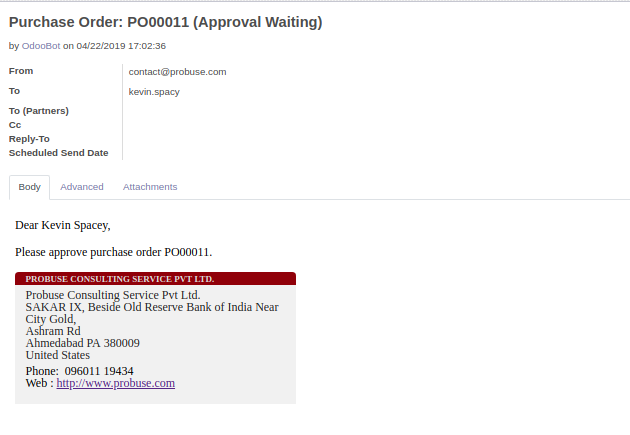 Purchase Order: PO00011 (Approval Waiting)
by OdooBot on 04/22/2019 17:02:36
From contact@probuse.com
To kevin.spacy
To (Partners)
Cc
Reply-To
Scheduled Send Date
Body Advanced Attachments
Dear Kevin Spacey,
Please approve purchase order PO00011.
PROBUSE CONSULTING SERVICE PVT LTD.
Probuse Consulting Service Pvt Ltd.
SAKAR IX, Beside Old Reserve Bank of India Near
City Gold,
Ashram Rd
Ahmedabad PA 380009
United States
Phone: 096011 19434
Web : http://www.probuse.com